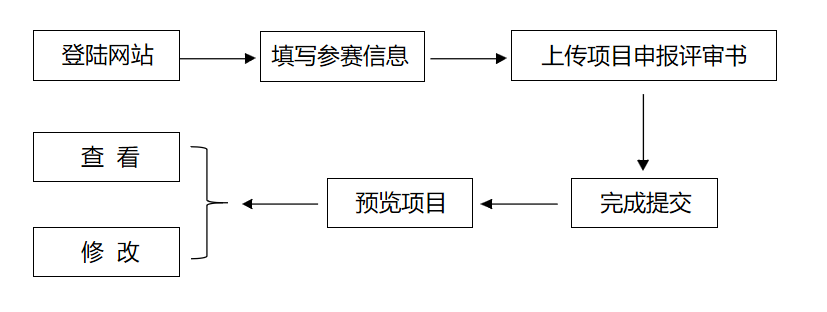 登陆网站
填写参赛信息
上传项目申报评审书
查 看
预览项目
完成提交
修 改